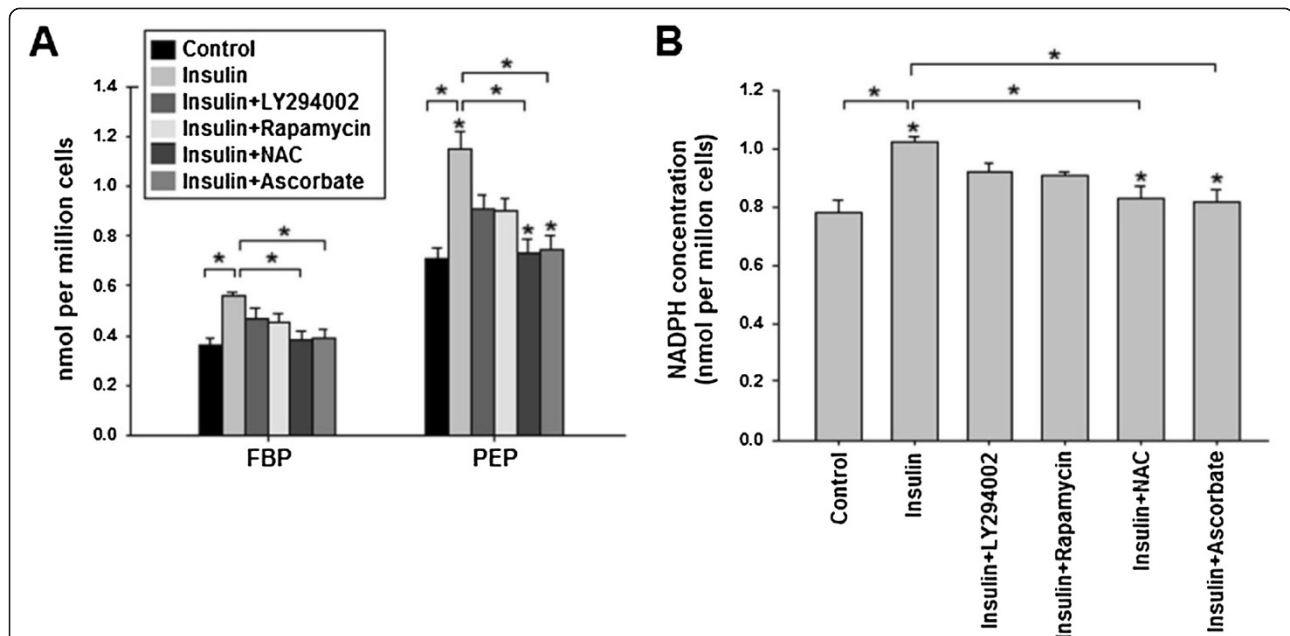 A
Control
Insulin
Insulin+LY294002
Insulin+Rapamycin
Insulin+NAC
Insulin+Ascorbate
nmol per million cells
1.4
1.2
1.0
0.8
0.6
0.4
0.2
0.0
* * *
* * * * * *
FBP PEP
B
NADPH concentration
(nmol per millon cells)
1.2
1.0
0.8
0.6
0.4
0.2
0.0
* * * * * *
Control
Insulin
Insulin+LY294002
Insulin+Rapamycin
Insulin+NAC
Insulin+Ascorbate